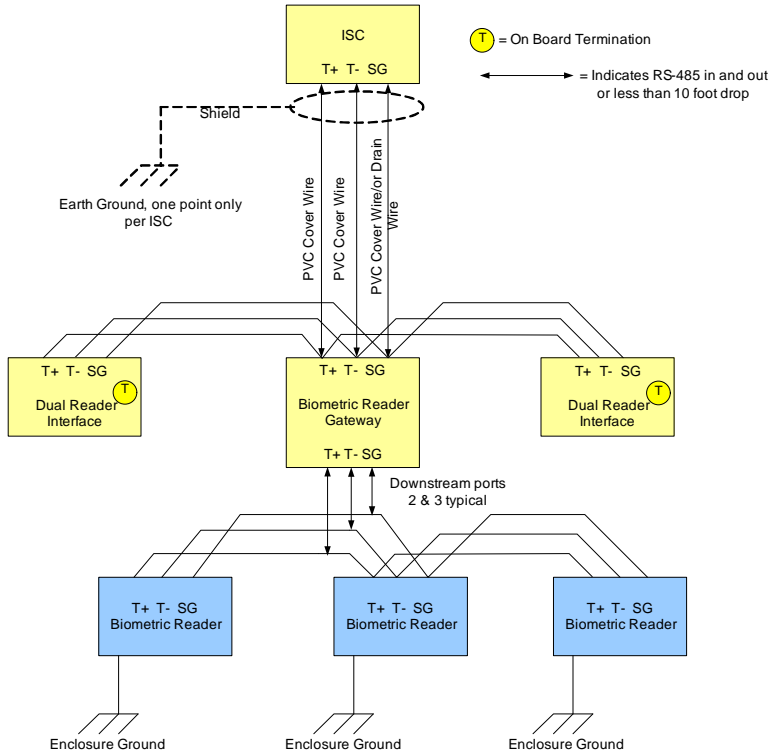 ISC
T+ T- SG
T = On Board Termination
= Indicates RS-485 in and out
or less than 10 foot drop
Shield
Earth Ground, one point only
per ISC
PVC Cover Wire
PVC Cover Wire
PVC Cover Wire/or Drain
Wire
T+ T- SG
T
Dual Reader
Interface
T+ T- SG
Biometric Reader
Gateway
T+ T- SG
T+ T- SG
T
Dual Reader
Interface
Downstream ports
2 & 3 typical
T+ T- SG
Biometric Reader
T+ T- SG
Biometric Reader
T+ T- SG
Biometric Reader
Enclosure Ground
Enclosure Ground
Enclosure Ground